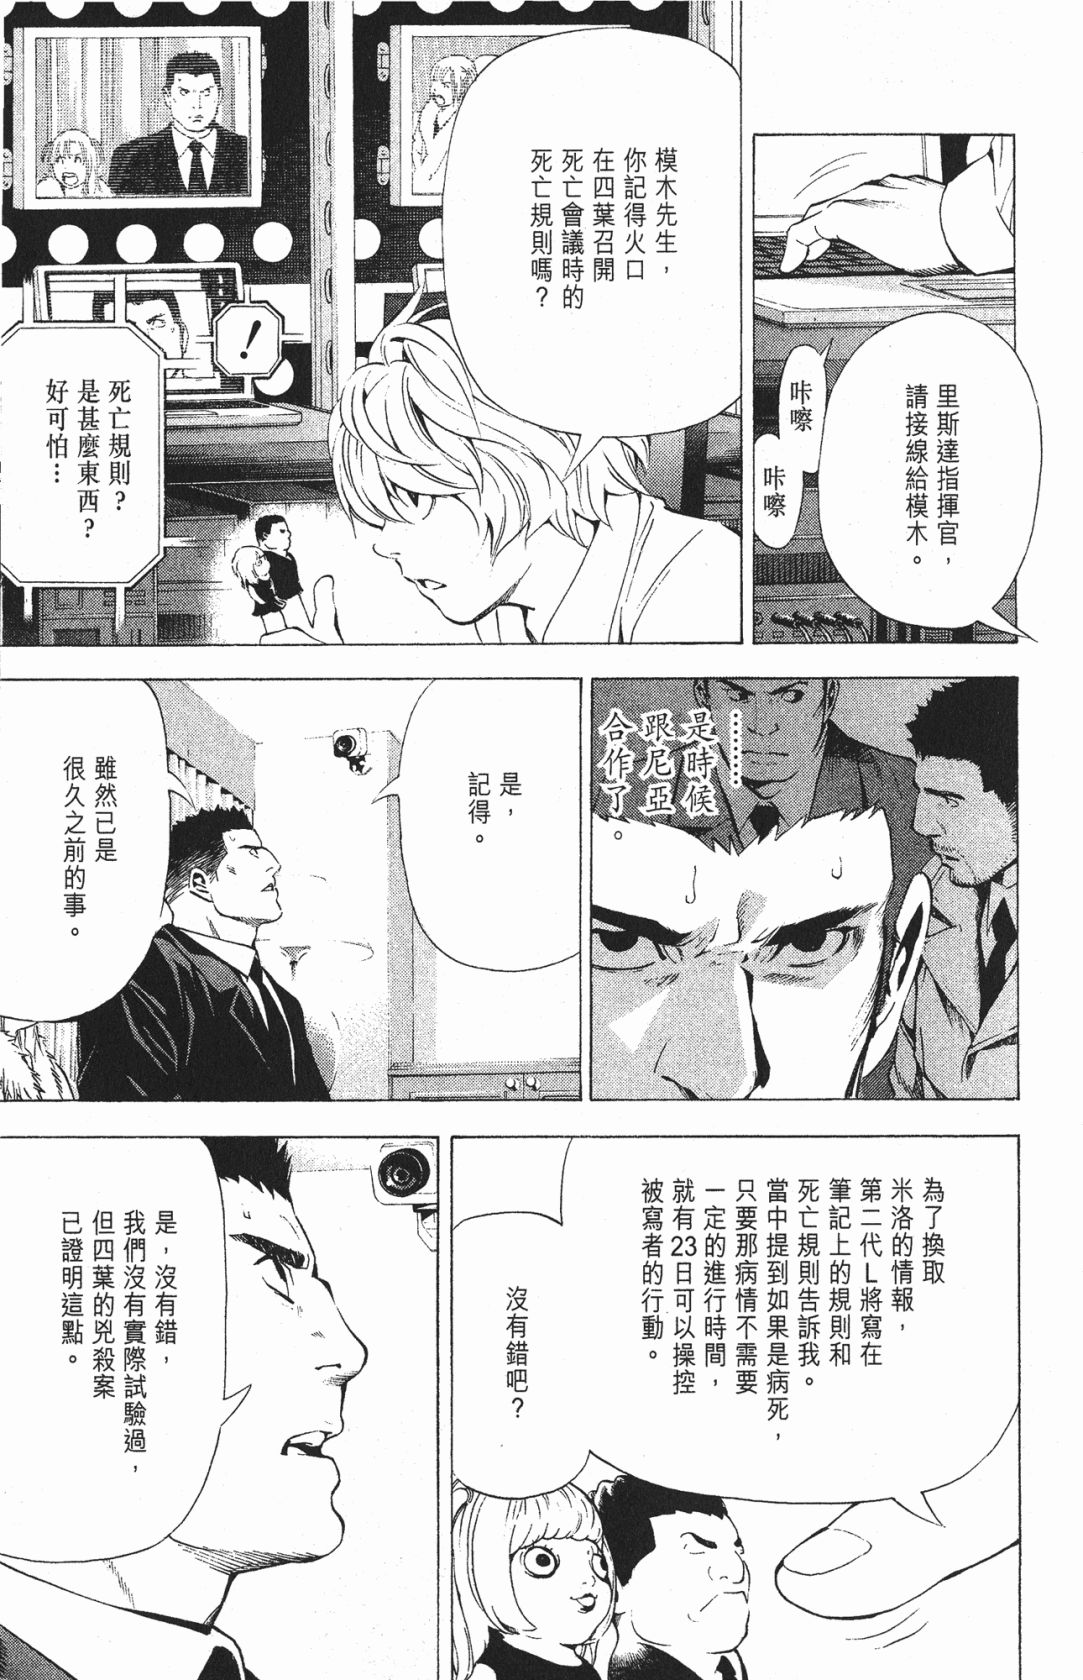 里斯達指揮官，
請接線給模木。
咔嚓
咔嚓
模木先生，
你記得火口
在四葉召開
死亡會議時的
死亡規則嗎？
！
死亡規則？
是甚麼東西？
好可怕…
………
是時候
跟尼亞
合作了。
是，
記得。
雖然已是
很久之前的事。
為了換取
米洛的情報，
第二代L將寫在
筆記上的規則和
死亡規則告訴我。
當中提到如果是病死，
只要那病情不需要
一定的進行時間，
就有23日可以操控
被寫者的行動。
沒有錯吧？
是，沒有錯，
我們沒有實際試驗過，
但四葉的兇殺案
已證明這點。